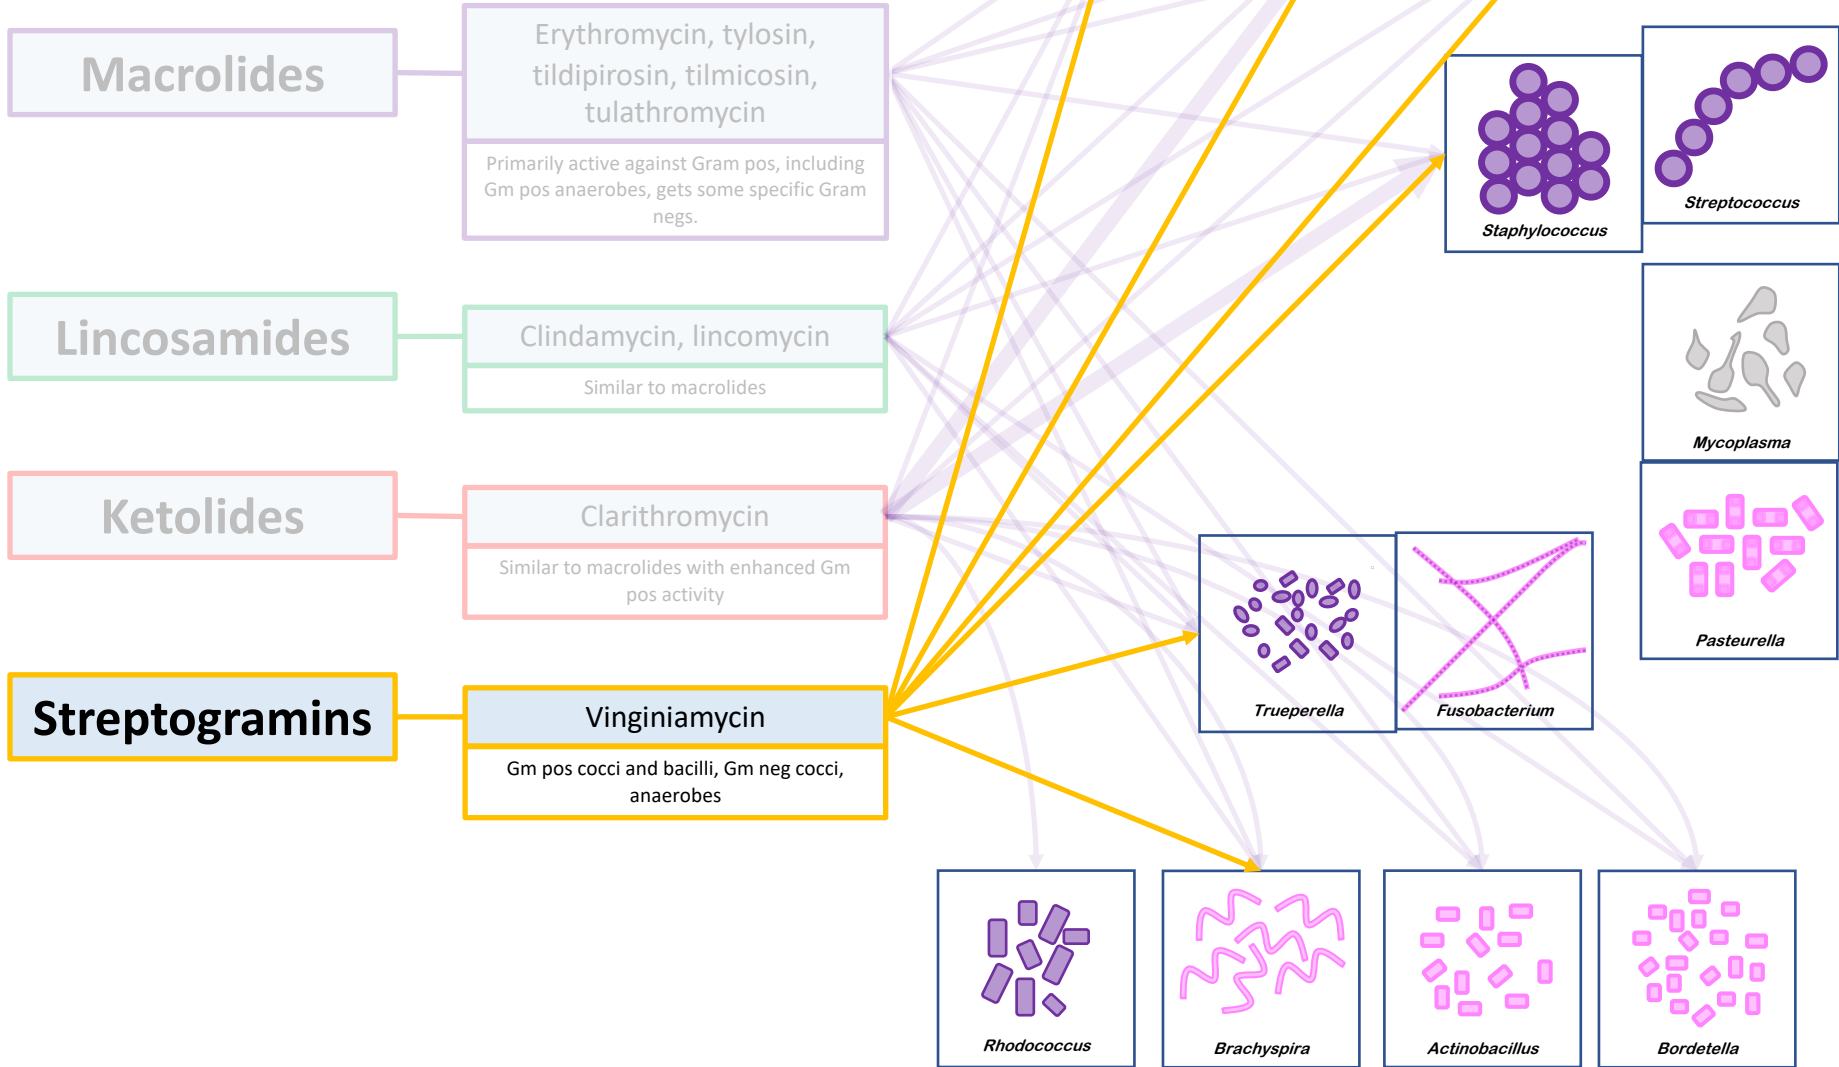 Macrolides
Erythromycin, tylosin,
tildipirosin, tilmicosin,
tulathromycin
Primarily active against Gram pos, including
Gm pos anaerobes, gets some specific Gram
negs.
Lincosamides
Clindamycin, lincomycin
Similar to macrolides
Ketolides
Clarithromycin
Similar to macrolides with enhanced Gm
pos activity
Streptogramins
Vinginiamycin
Gm pos cocci and bacilli, Gm neg cocci,
anaerobes
Staphylococcus
Streptococcus
Mycoplasma
Pasteurella
Trueperella
Fusobacterium
Rhodococcus
Brachyspira
Actinobacillus
Bordetella